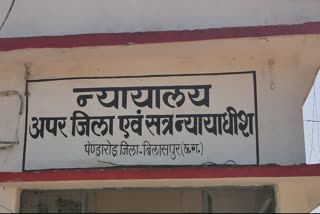 न्यायालय
अपर जिला एवं सत्र न्यायाधीश
पेण्डारोड़ जिला-बिलासपुर (छ.ग.)